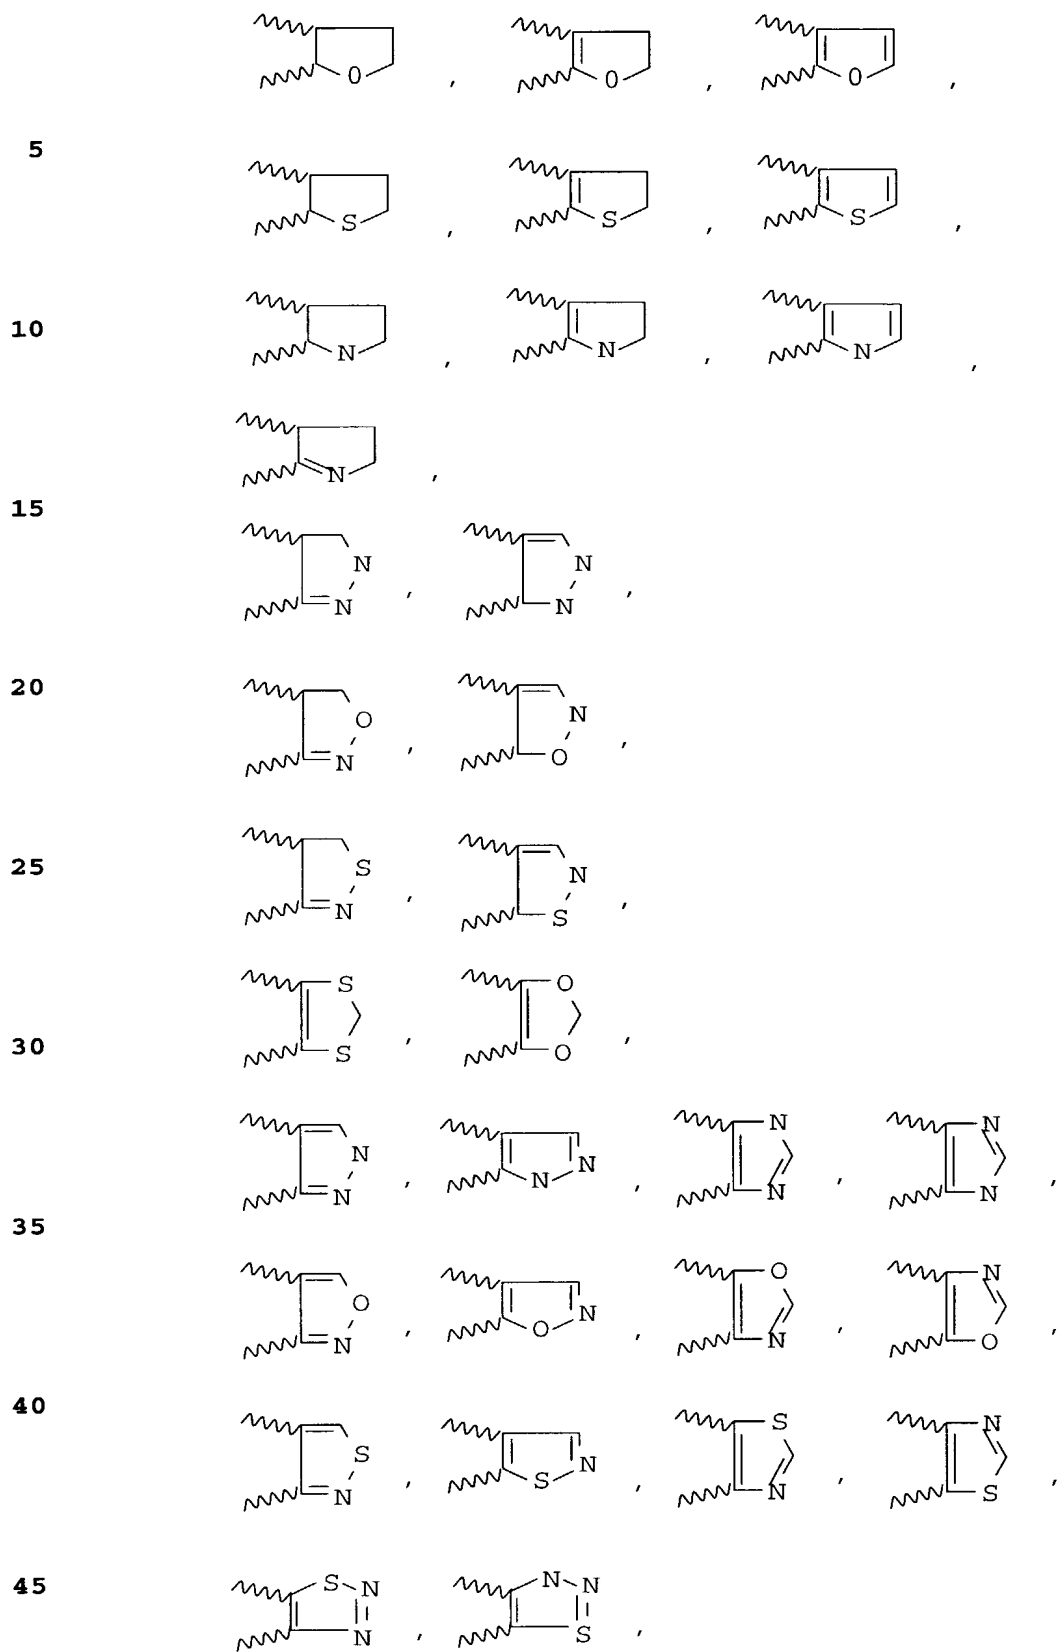 O , O , O ,
5
S , S , S ,
10
N , N , N ,
N ,
15
N N
N , N ,
20
O N
N , O ,
25
S N
N , S ,
S O
30
S , O ,
N N
N N
N , N , N , N ,
35
O N
O N
N , O , N , O ,
40
S N
S N
N , S , N , S ,
45
S N N N
N , S ,